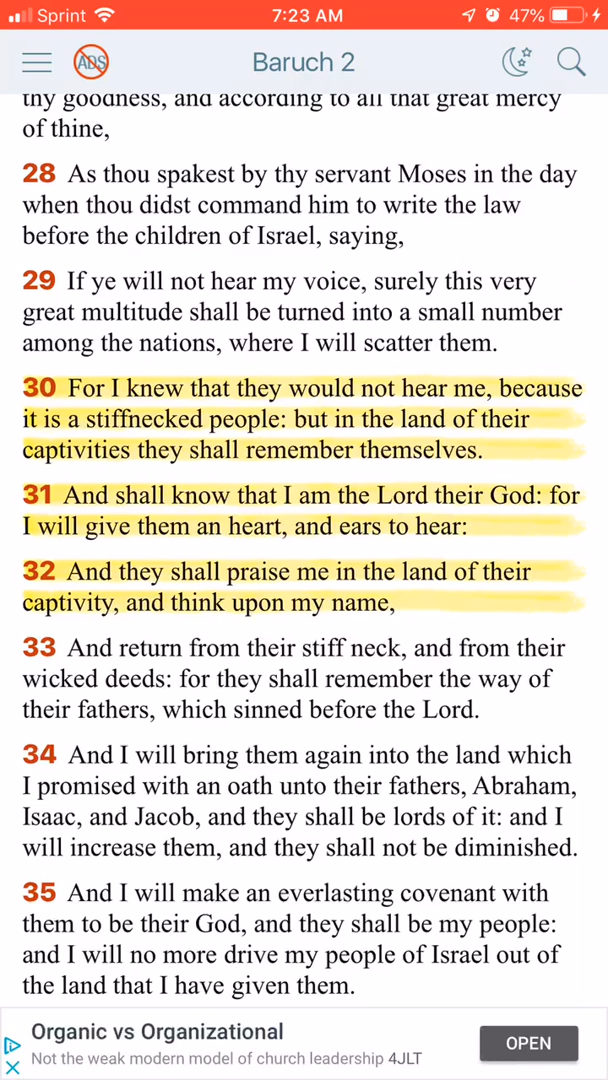 Sprint 7:23 AM 47%
ADS Baruch 2
thy goodness, and according to all that great mercy
of thine,
28 As thou spakest by thy servant Moses in the day
when thou didst command him to write the law
before the children of Israel, saying,
29 If ye will not hear my voice, surely this very
great multitude shall be turned into a small number
among the nations, where I will scatter them.
30 For I knew that they would not hear me, because
it is a stiffnecked people: but in the land of their
captivities they shall remember themselves.
31 And shall know that I am the Lord their God: for
I will give them an heart, and ears to hear:
32 And they shall praise me in the land of their
captivity, and think upon my name,
33 And return from their stiff neck, and from their
wicked deeds: for they shall remember the way of
their fathers, which sinned before the Lord.
34 And I will bring them again into the land which
I promised with an oath unto their fathers, Abraham,
Isaac, and Jacob, and they shall be lords of it: and I
will increase them, and they shall not be diminished.
35 And I will make an everlasting covenant with
them to be their God, and they shall be my people:
and I will no more drive my people of Israel out of
the land that I have given them.
Organic vs Organizational
Not the weak modern model of church leadership 4JLT
OPEN